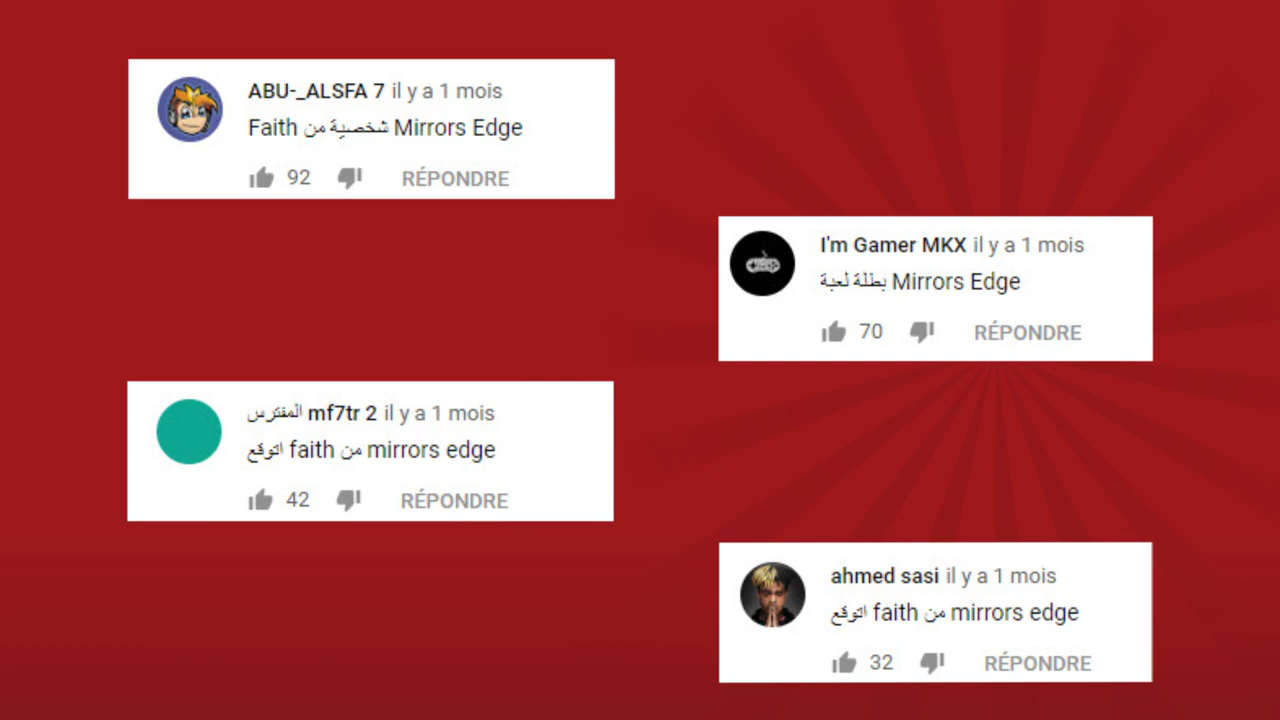 ABU-_ALSFA 7 il y a 1 mois
Faith شخصية من Mirrors Edge
92 RÉPONDRE
I'm Gamer MKX il y a 1 mois
بطلة لعبة Mirrors Edge
70 RÉPONDRE
المفترس mf7tr 2 il y a 1 mois
اتوقع faith من mirrors edge
42 RÉPONDRE
ahmed sasi il y a 1 mois
اتوقع faith من mirrors edge
32 RÉPONDRE